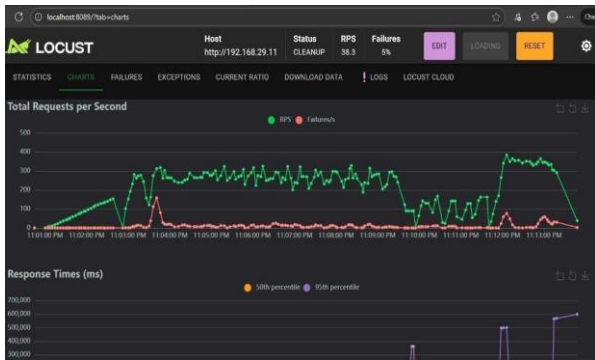 localhost:8089/?tab=charts
LOCUST
Host
http://192.168.29.11
Status
CLEANUP
RPS
38.3
Failures
5%
EDIT
LOADING
RESET
STATISTICS CHARTS FAILURES EXCEPTIONS CURRENT RATIO DOWNLOAD DATA ! LOGS LOCUST CLOUD
Total Requests per Second
RPS Failures/s
500
400
300
200
100
0
11:01:00 PM 11:02:00 PM 11:03:00 PM 11:04:00 PM 11:05:00 PM 11:06:00 PM 11:07:00 PM 11:08:00 PM 11:09:00 PM 11:10:00 PM 11:11:00 PM 11:12:00 PM 11:13:00 PM
Response Times (ms)
50th percentile 95th percentile
700,000
600,000
500,000
400,000
300,000